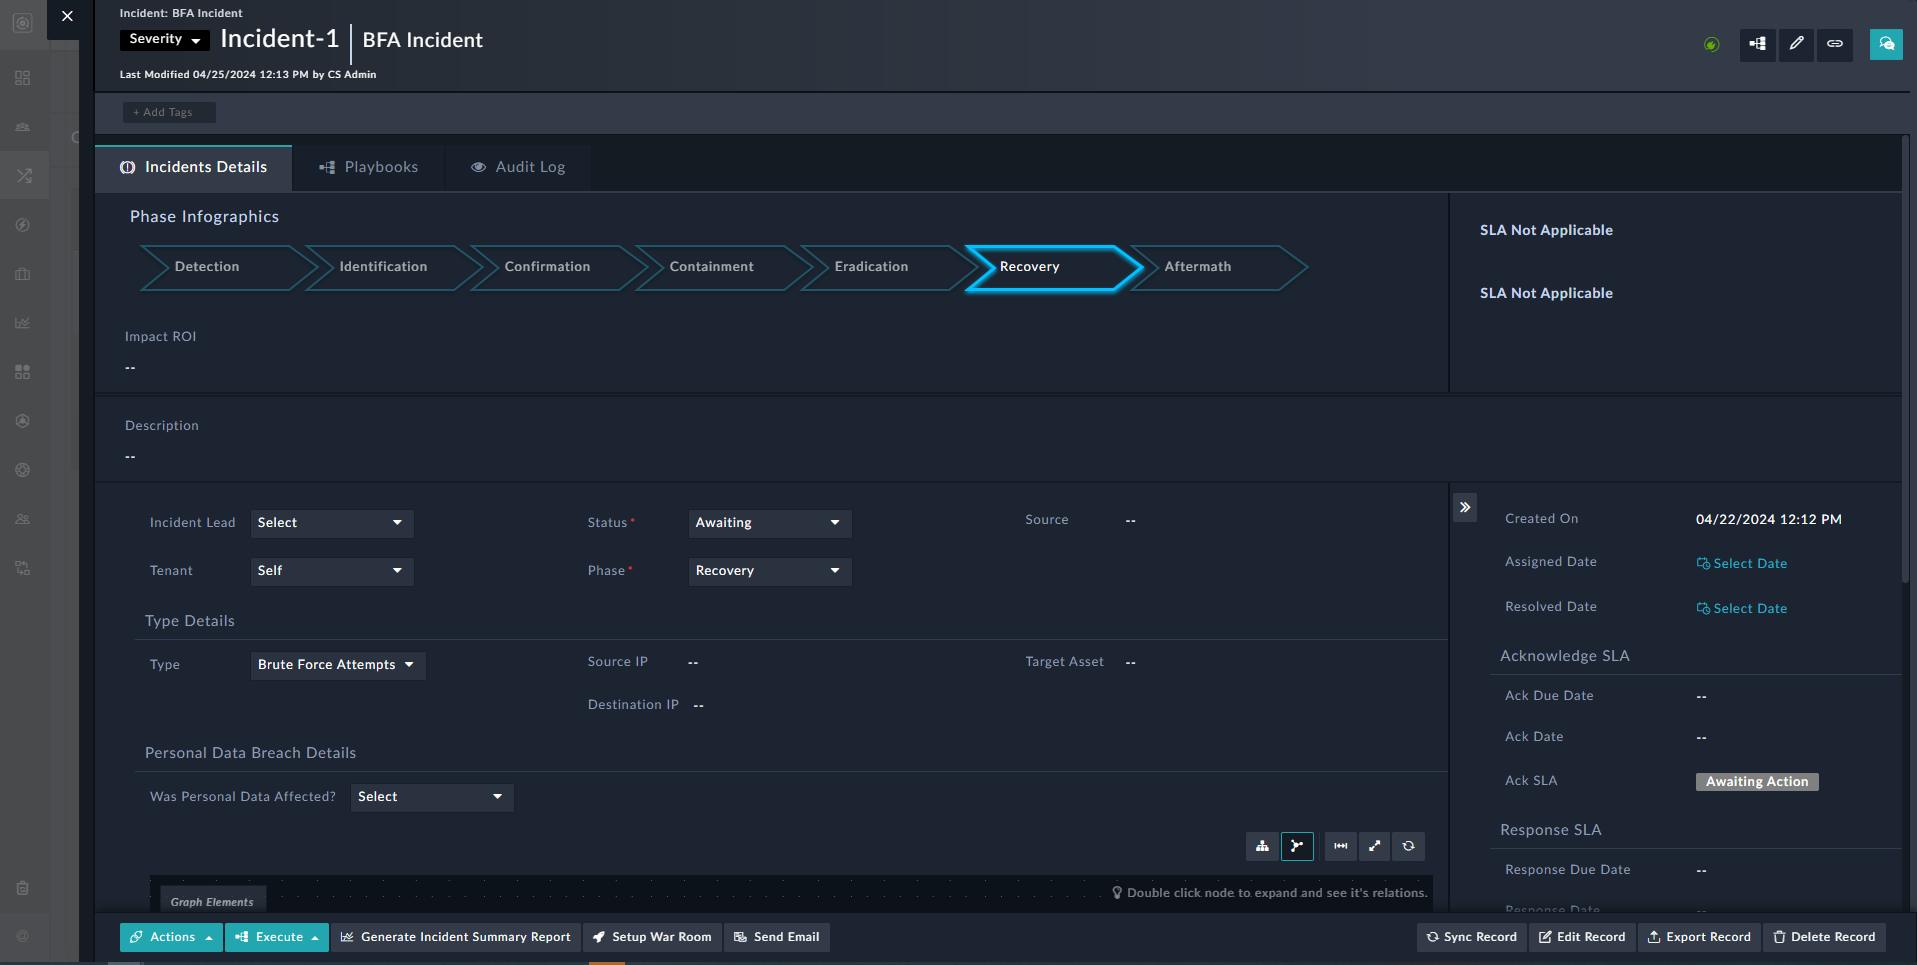 Incident: BFA Incident
Severity
Incident-1
BFA Incident
Last Modified 04/25/2024 12:13 PM by CS Admin
+ Add Tags
Incidents Details
Playbooks
Audit Log
Phase Infographics
Detection
Identification
Confirmation
Containment
Eradication
Recovery
Aftermath
SLA Not Applicable
SLA Not Applicable
Impact ROI
--
Description
--
Incident Lead Select
Status* Awaiting
Source --
Tenant Self
Phase* Recovery
Type Details
Type Brute Force Attempts
Source IP --
Target Asset --
Destination IP --
Personal Data Breach Details
Was Personal Data Affected? Select
Created On 04/22/2024 12:12 PM
Assigned Date Select Date
Resolved Date Select Date
Acknowledge SLA
Ack Due Date --
Ack Date --
Ack SLA Awaiting Action
Response SLA
Response Due Date --
Response Date --
Graph Elements
Double click node to expand and see it's relations.
Actions
Execute
Generate Incident Summary Report
Setup War Room
Send Email
Sync Record
Edit Record
Export Record
Delete Record